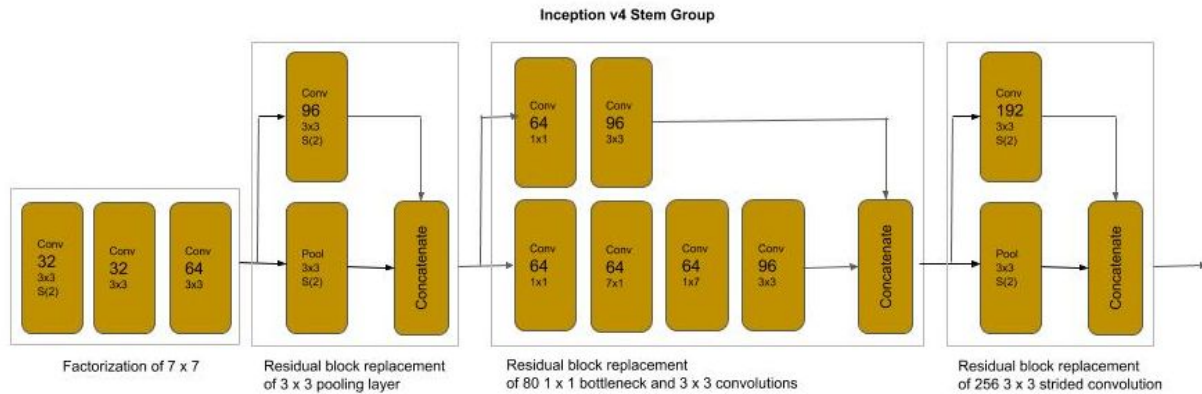 Inception v4 Stem Group
Conv
32
3x3
S(2)
Conv
32
3x3
Conv
64
3x3
Factorization of 7 x 7
Conv
96
3x3
S(2)
Pool
3x3
S(2)
Concatenate
Residual block replacement
of 3 x 3 pooling layer
Conv
64
1x1
Conv
96
3x3
Conv
64
1x1
Conv
64
7x1
Conv
64
1x7
Conv
96
3x3
Concatenate
Residual block replacement
of 80 1 x 1 bottleneck and 3 x 3 convolutions
Conv
192
3x3
S(2)
Pool
3x3
S(2)
Concatenate
Residual block replacement
of 256 3 x 3 strided convolution